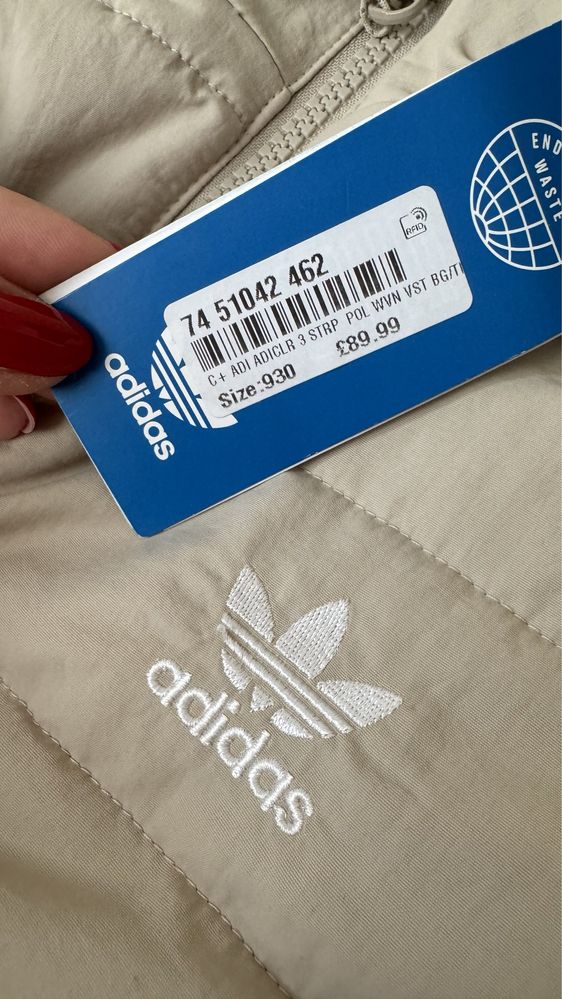 END
WASTE
RFID
74 51042 462
C+ ADI ADICLR 3 STRP POL WVN VST BG/TI
£89.99
Size:930
adidas
adidas